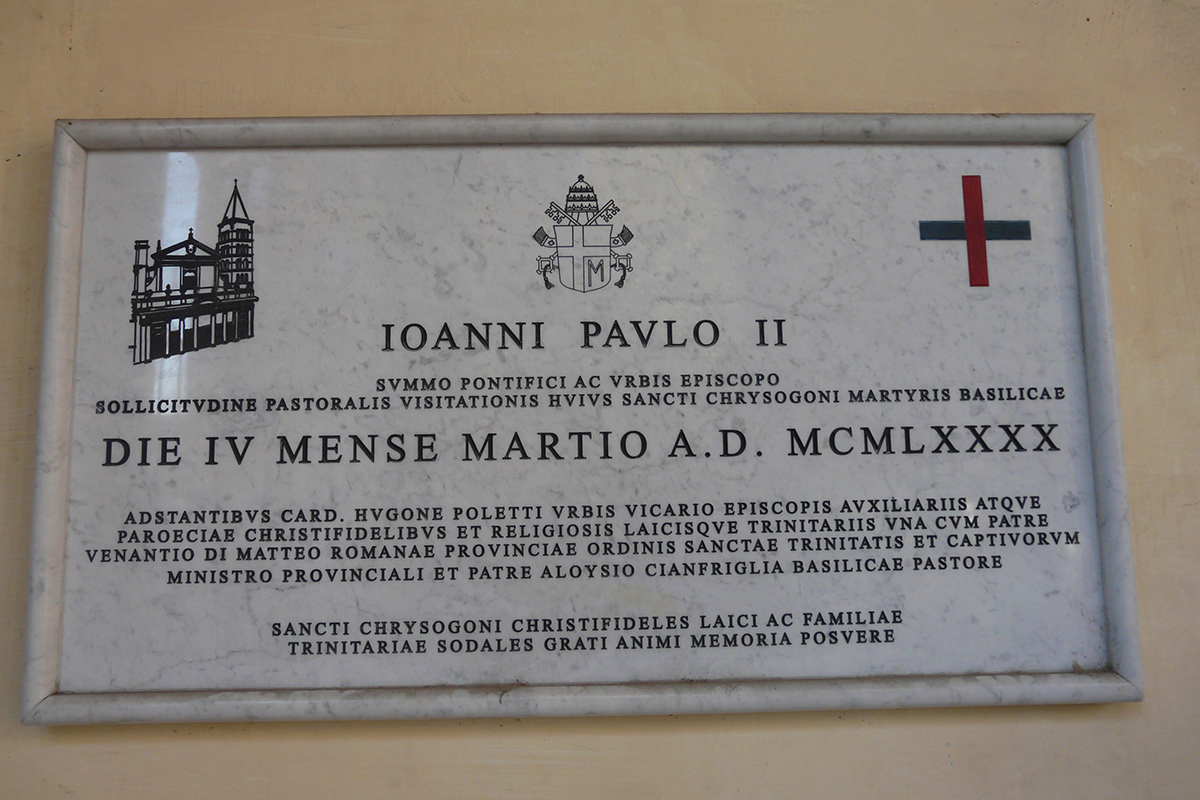 M
IOANNI PAVLO II
SVMMO PONTIFICI AC VRBIS EPISCOPO
SOLLICITVDINE PASTORALIS VISITATIONIS HVIVS SANCTI CHRYSOGONI MARTYRIS BASILICAE
DIE IV MENSE MARTIO A.D. MCMLXXXX
ADSTANTIBVS CARD. HVGONE POLETTI VRBIS VICARIO EPISCOPIS AVXILIARIIS ATQVE
PAROECIAE CHRISTIFIDELIBVS ET RELIGIOSIS LAICISQVE TRINITARIIS VNA CVM PATRE
VENANTIO DI MATTEO ROMANAE PROVINCIAE ORDINIS SANCTAE TRINITATIS ET CAPTIVORVM
MINISTRO PROVINCIALI ET PATRE ALOYSIO CIANFRIGLIA BASILICAE PASTORE
SANCTI CHRYSOGONI CHRISTIFIDELES LAICI AC FAMILIAE
TRINITARIAE SODALES GRATI ANIMI MEMORIA POSVERE